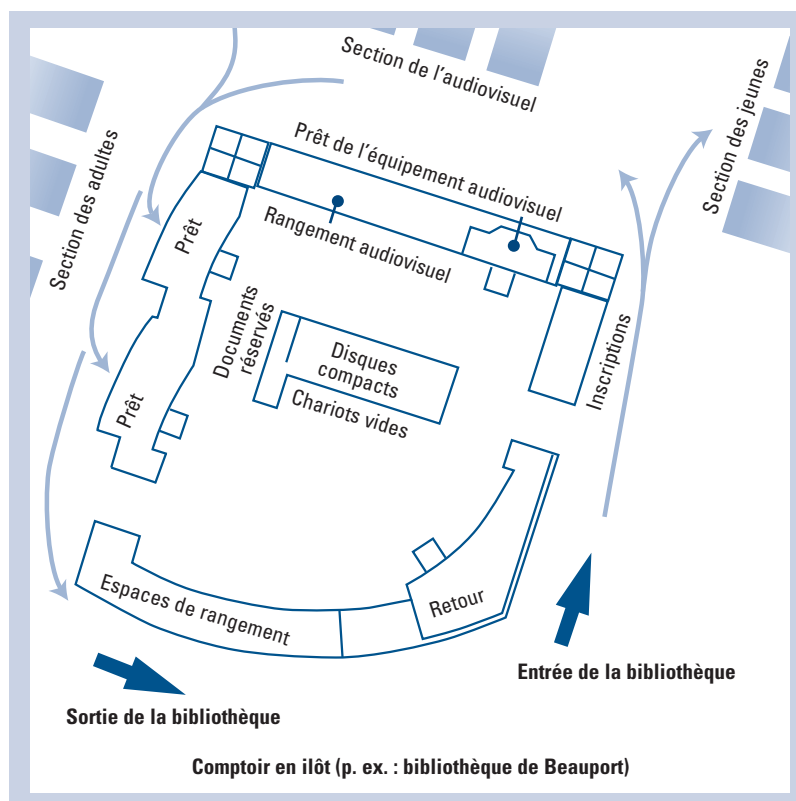 Section de l'audiovisuel
Section des jeunes
Section des adultes
Prêt de l'équipement audiovisuel
Rangement audiovisuel
Prêt
Documents
réservés
Disques
compacts
Chariots vides
Inscriptions
Prêt
Espaces de rangement
Retour
Entrée de la bibliothèque
Sortie de la bibliothèque
Comptoir en ilôt (p. ex. : bibliothèque de Beauport)